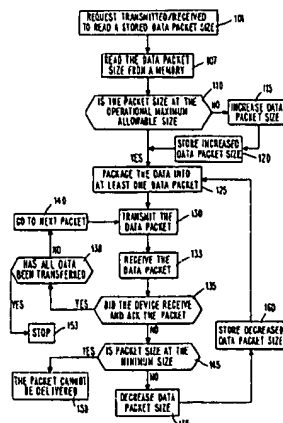 REQUEST TRANSMITTED/RECEIVED
TO READ A STORED DATA PACKET SIZE
READ THE DATA PACKET
SIZE FROM A MEMORY
107
110
IS THE PACKET SIZE AT THE
OPERATIONAL MAXIMUM
ALLOWABLE SIZE
NO
115
INCREASE DATA
PACKET SIZE
STORE INCREASED
DATA PACKET SIZE
120
YES
PACKAGE THE DATA INTO
AT LEAST ONE DATA PACKET
125
140
GO TO NEXT PACKET
TRANSMIT THE
DATA PACKET
130
NO
138
HAS ALL DATA
BEEN TRANSFERRED
RECEIVE THE
DATA PACKET
133
135
YES
YES
DID THE DEVICE RECEIVE
AND ACK THE PACKET
STOP
153
NO
160
STORE DECREASED
DATA PACKET SIZE
YES
IS PACKET SIZE AT THE
MINIMUM SIZE
145
NO
THE PACKET CANNOT
BE DELIVERED
DECREASE DATA
PACKET SIZE